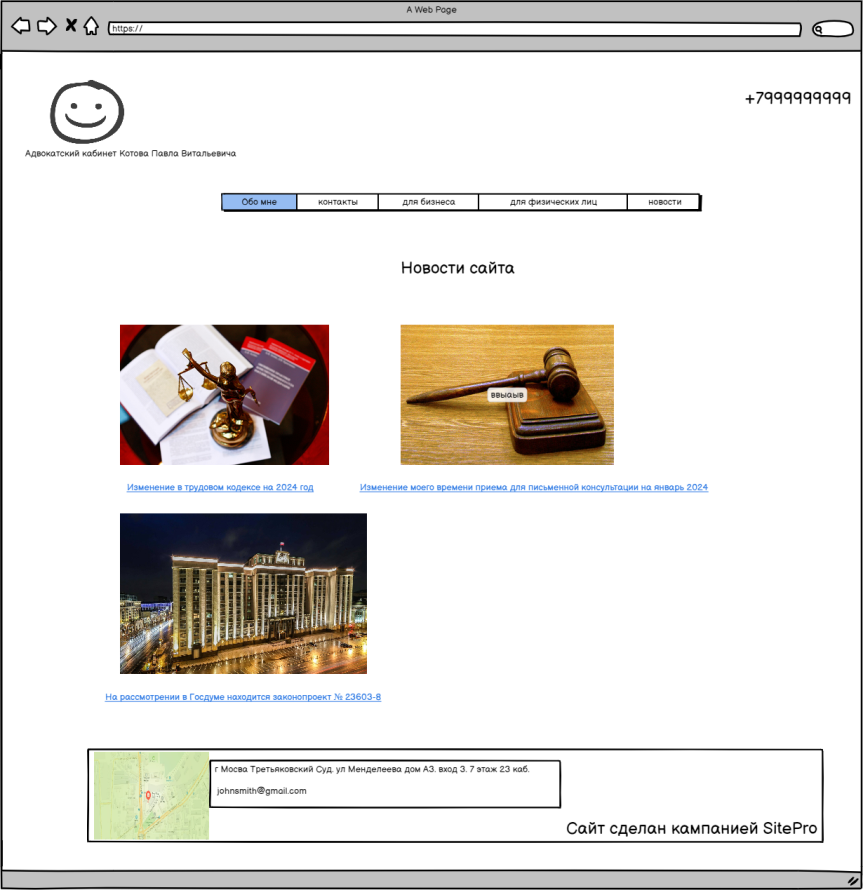 A Web Page
https://
+7999999999
Адвокатский кабинет Котова Павла Витальевича
Обо мне
контакты
для бизнеса
для физических лиц
новости
Новости сайта
ввыаыв
Изменение в трудовом кодексе на 2024 год
Изменение моего времени приема для письменной консультации на январь 2024
На рассмотрении в Госдуме находится законопроект № 23603-8
г Мосва Третьяковский Суд. ул Менделеева дом А3. вход 3. 7 этаж 23 каб.
johnsmith@gmail.com
Сайт сделан кампанией SitePro